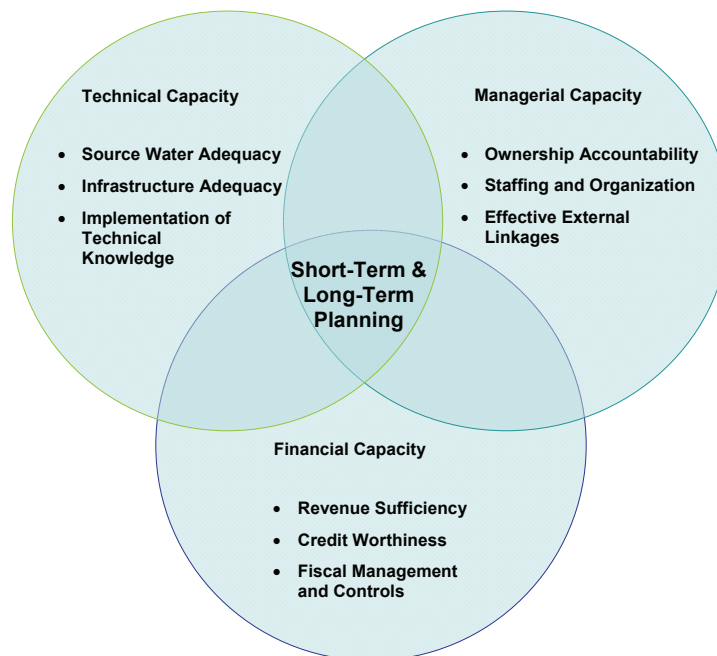 Technical Capacity
• Source Water Adequacy
• Infrastructure Adequacy
• Implementation of
Technical
Knowledge
Managerial Capacity
• Ownership Accountability
• Staffing and Organization
• Effective External
Linkages
Short-Term &
Long-Term
Planning
Financial Capacity
• Revenue Sufficiency
• Credit Worthiness
• Fiscal Management
and Controls